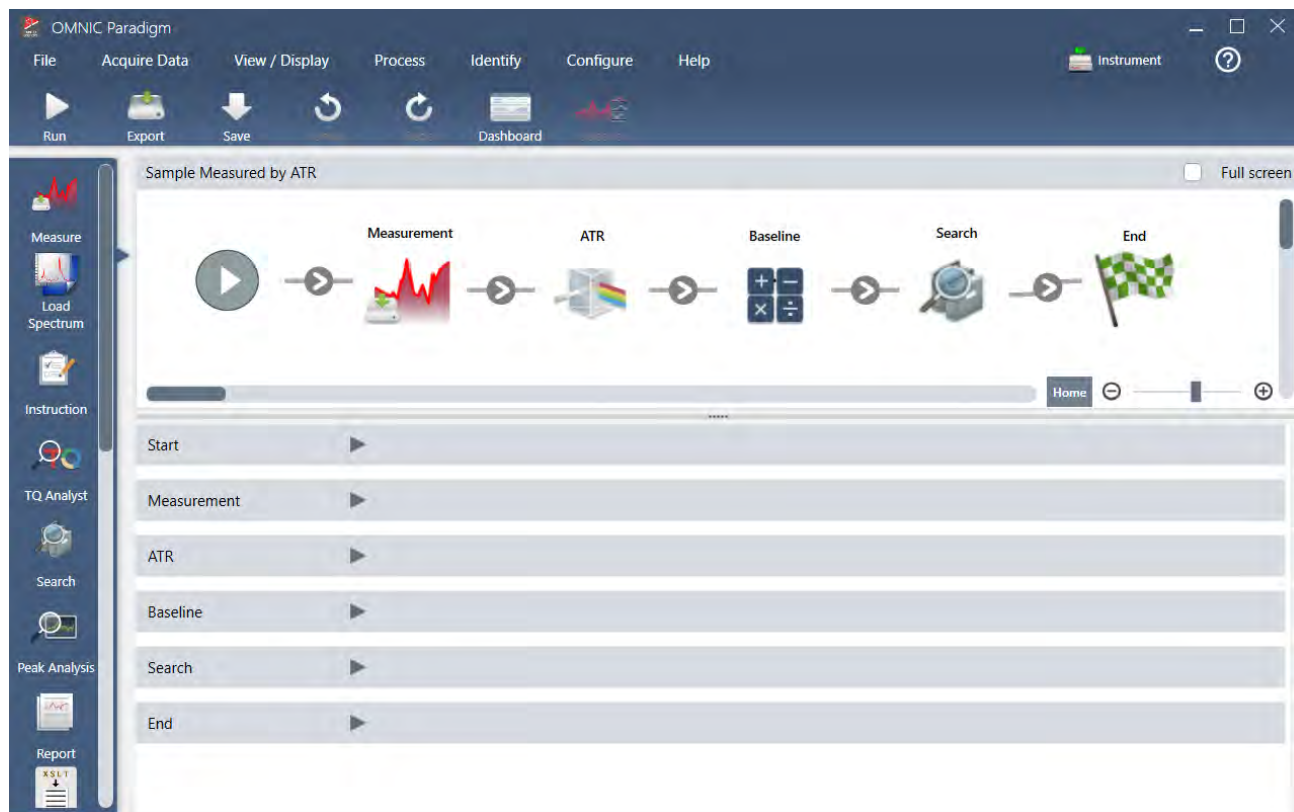 OMNIC Paradigm
File Acquire Data View / Display Process Identify Configure Help Instrument ?
Run Export Save Dashboard
Sample Measured by ATR Full screen
Measure
Load
Spectrum
Instruction
TQ Analyst
Search
Peak Analysis
Report
XSLT
Measurement ATR Baseline Search End
Home
Start
Measurement
ATR
Baseline
Search
End